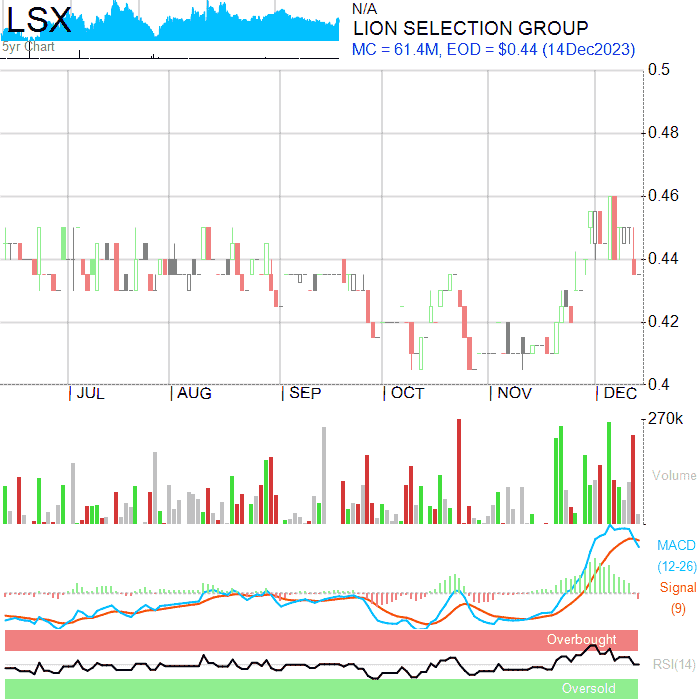 LSX
5yr Chart
N/A
LION SELECTION GROUP
MC = 61.4M, EOD = $0.44 (14Dec2023)
0.5
0.48
0.46
0.44
0.42
0.4
JUL AUG SEP OCT NOV DEC
270k
Volume
MACD
(12-26)
Signal
(9)
Overbought
RSI(14)
Oversold